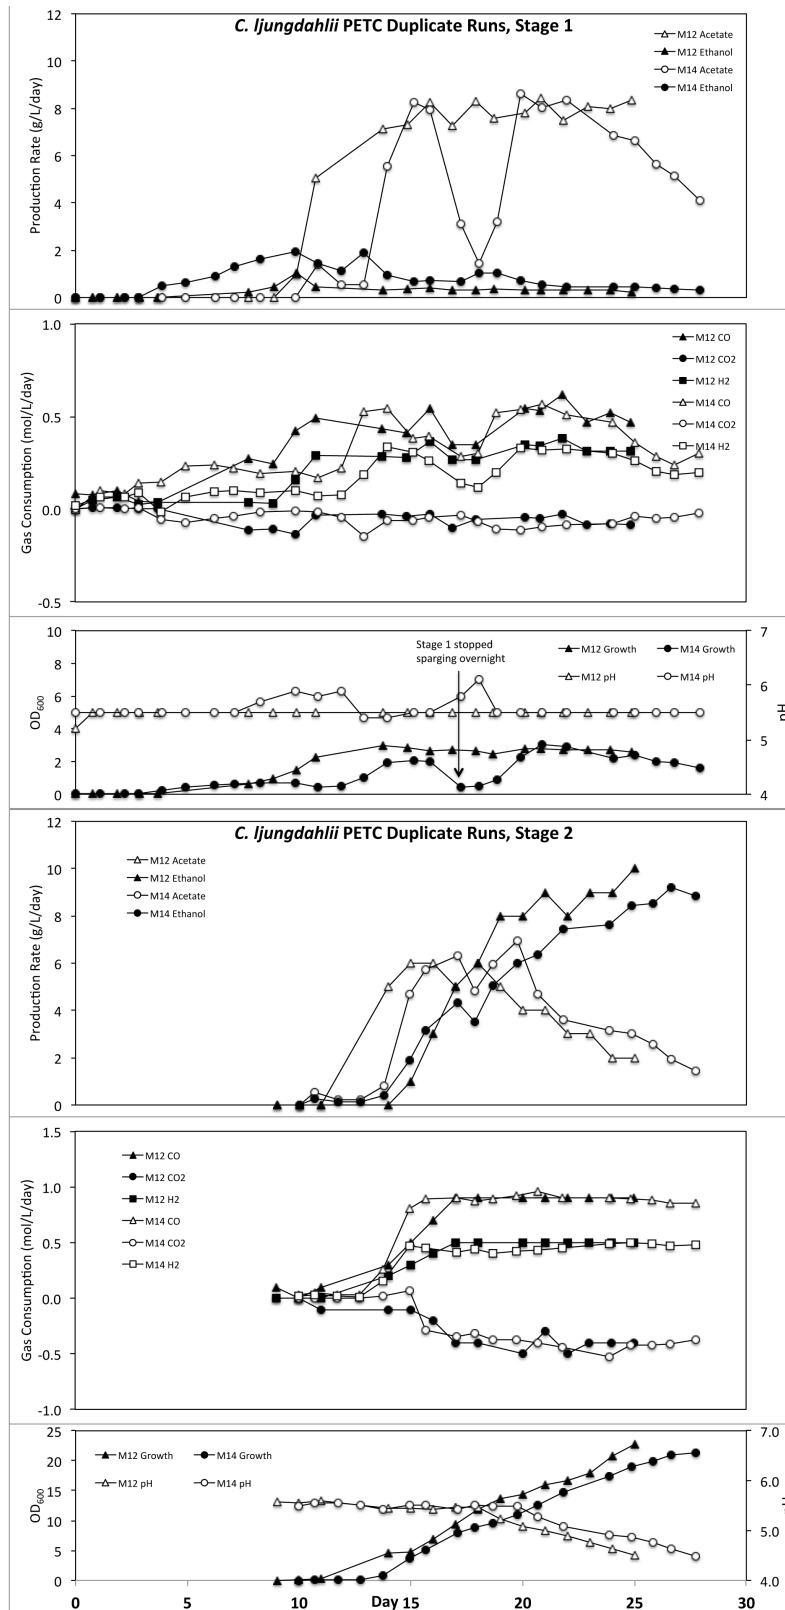 C. ljungdahlii PETC Duplicate Runs, Stage 1
Production Rate (g/L/day)
12
10
8
6
4
2
0
M12 Acetate
M12 Ethanol
M14 Acetate
M14 Ethanol
Gas Consumption (mol/L/day)
1.0
0.5
0.0
-0.5
M12 CO
M12 CO2
M12 H2
M14 CO
M14 CO2
M14 H2
OD600
10
8
6
4
2
0
Stage 1 stopped
sparging overnight
M12 Growth
M14 Growth
M12 pH
M14 pH
7
6
5
4
pH
C. ljungdahlii PETC Duplicate Runs, Stage 2
Production Rate (g/L/day)
12
10
8
6
4
2
0
M12 Acetate
M12 Ethanol
M14 Acetate
M14 Ethanol
Gas Consumption (mol/L/day)
1.5
1.0
0.5
0.0
-0.5
-1.0
M12 CO
M12 CO2
M12 H2
M14 CO
M14 CO2
M14 H2
OD600
25
20
15
10
5
0
M12 Growth
M14 Growth
M12 pH
M14 pH
7.0
6.0
5.0
4.0
pH
0 5 10 15 20 25 30
Day